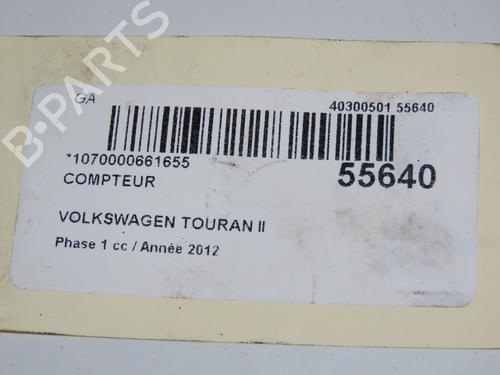 GA
40300501 55640
*1070000661655
55640
COMPTEUR
VOLKSWAGEN TOURAN II
Phase 1 cc / Année 2012
B-PARTS